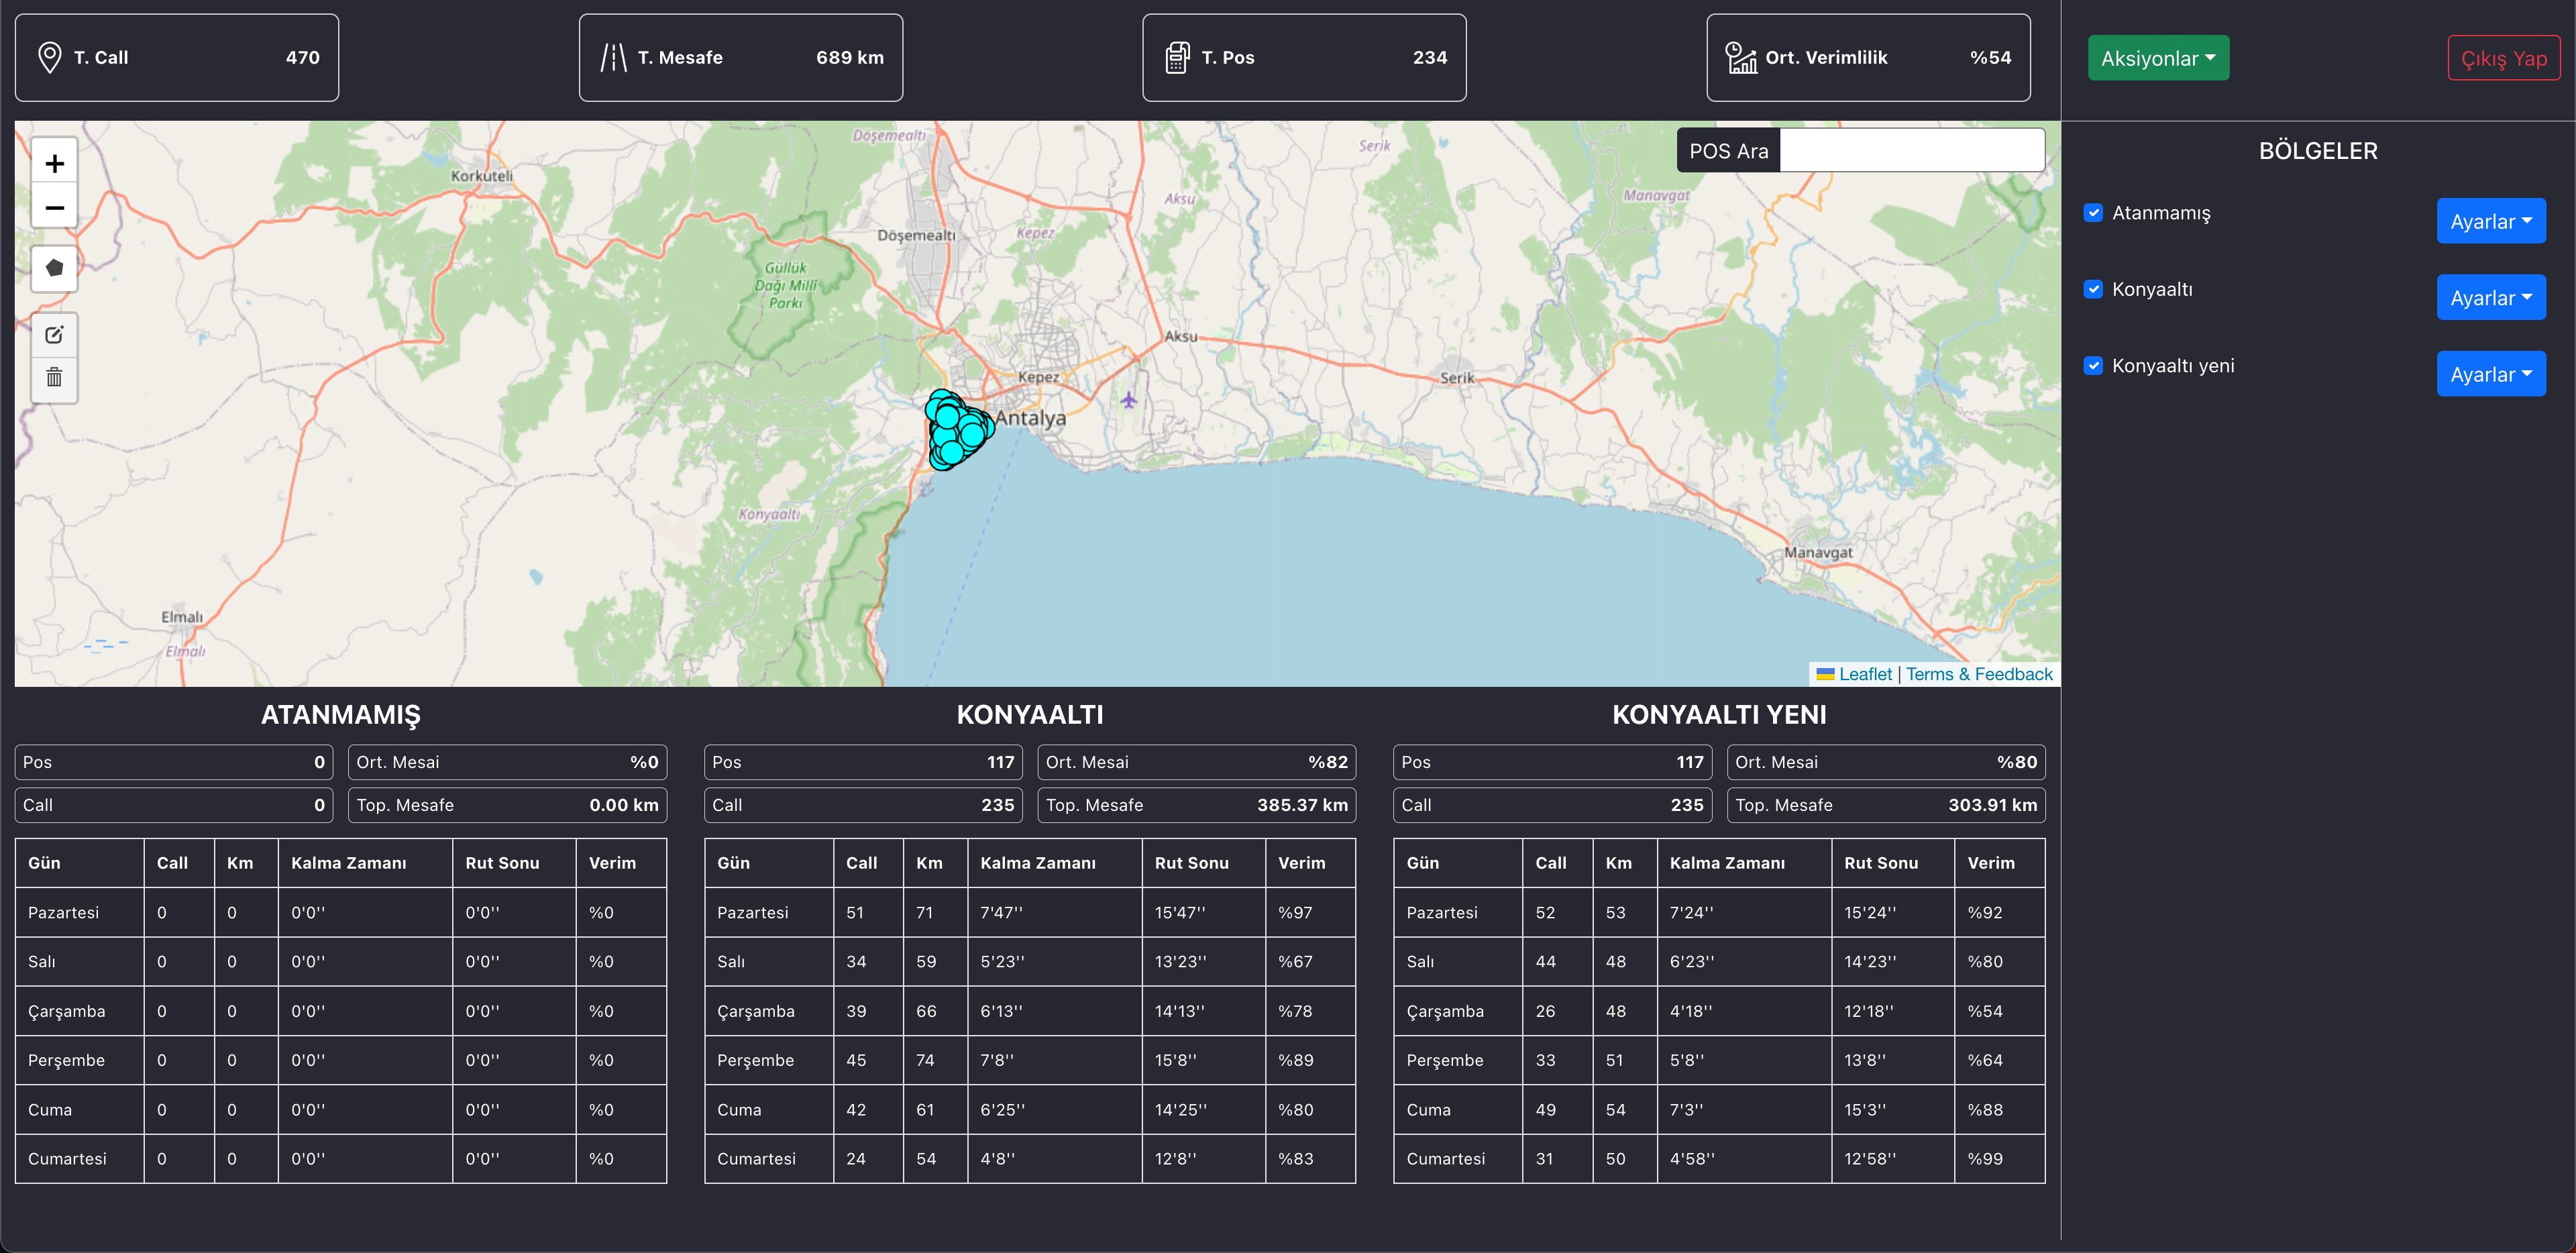 T. Call 470
T. Mesafe 689 km
T. Pos 234
Ort. Verimlilik %54
Aksiyonlar
Çıkış Yap
+
−
POS Ara
Döşemealtı
Serik
Korkuteli
Manavgat
Aksu
Döşemealtı
Kepez
Güllük
Dağı Millî
Parkı
Aksu
Kepez
Serik
Antalya
Konyaaltı
Manavgat
Elmalı
Elmalı
Leaflet | Terms & Feedback
BÖLGELER
Atanmamış Ayarlar
Konyaaltı Ayarlar
Konyaaltı yeni Ayarlar
ATANMAMIŞ
Pos 0 Ort. Mesai %0
Call 0 Top. Mesafe 0.00 km
Gün Call Km Kalma Zamanı Rut Sonu Verim
Pazartesi 0 0 0'0'' 0'0'' %0
Salı 0 0 0'0'' 0'0'' %0
Çarşamba 0 0 0'0'' 0'0'' %0
Perşembe 0 0 0'0'' 0'0'' %0
Cuma 0 0 0'0'' 0'0'' %0
Cumartesi 0 0 0'0'' 0'0'' %0
KONYAALTI
Pos 117 Ort. Mesai %82
Call 235 Top. Mesafe 385.37 km
Gün Call Km Kalma Zamanı Rut Sonu Verim
Pazartesi 51 71 7'47'' 15'47'' %97
Salı 34 59 5'23'' 13'23'' %67
Çarşamba 39 66 6'13'' 14'13'' %78
Perşembe 45 74 7'8'' 15'8'' %89
Cuma 42 61 6'25'' 14'25'' %80
Cumartesi 24 54 4'8'' 12'8'' %83
KONYAALTI YENI
Pos 117 Ort. Mesai %80
Call 235 Top. Mesafe 303.91 km
Gün Call Km Kalma Zamanı Rut Sonu Verim
Pazartesi 52 53 7'24'' 15'24'' %92
Salı 44 48 6'23'' 14'23'' %80
Çarşamba 26 48 4'18'' 12'18'' %54
Perşembe 33 51 5'8'' 13'8'' %64
Cuma 49 54 7'3'' 15'3'' %88
Cumartesi 31 50 4'58'' 12'58'' %99